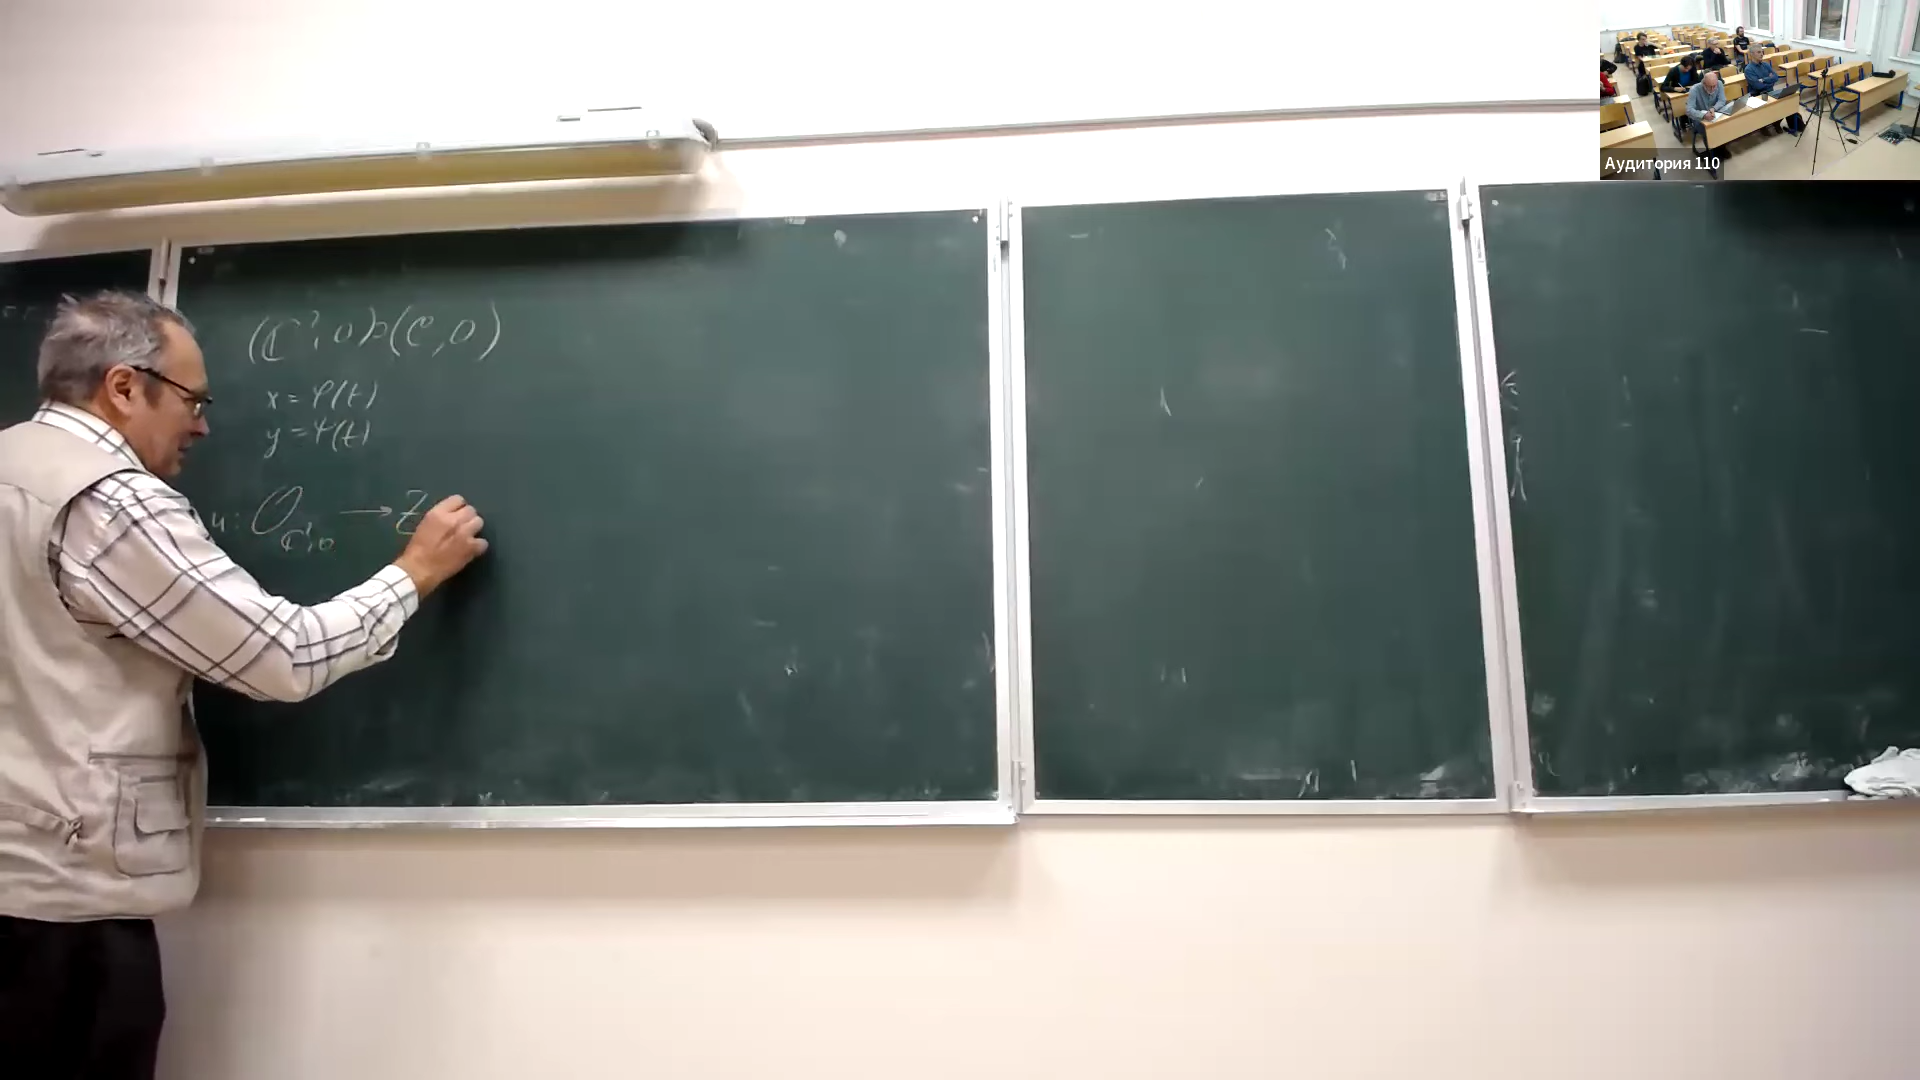 Аудитория 110
(ℂ², 0) ⊃ (C, 0)
x = φ(t)
y = ψ(t)
: 𝒪_{ℂ²,0} → ℤ